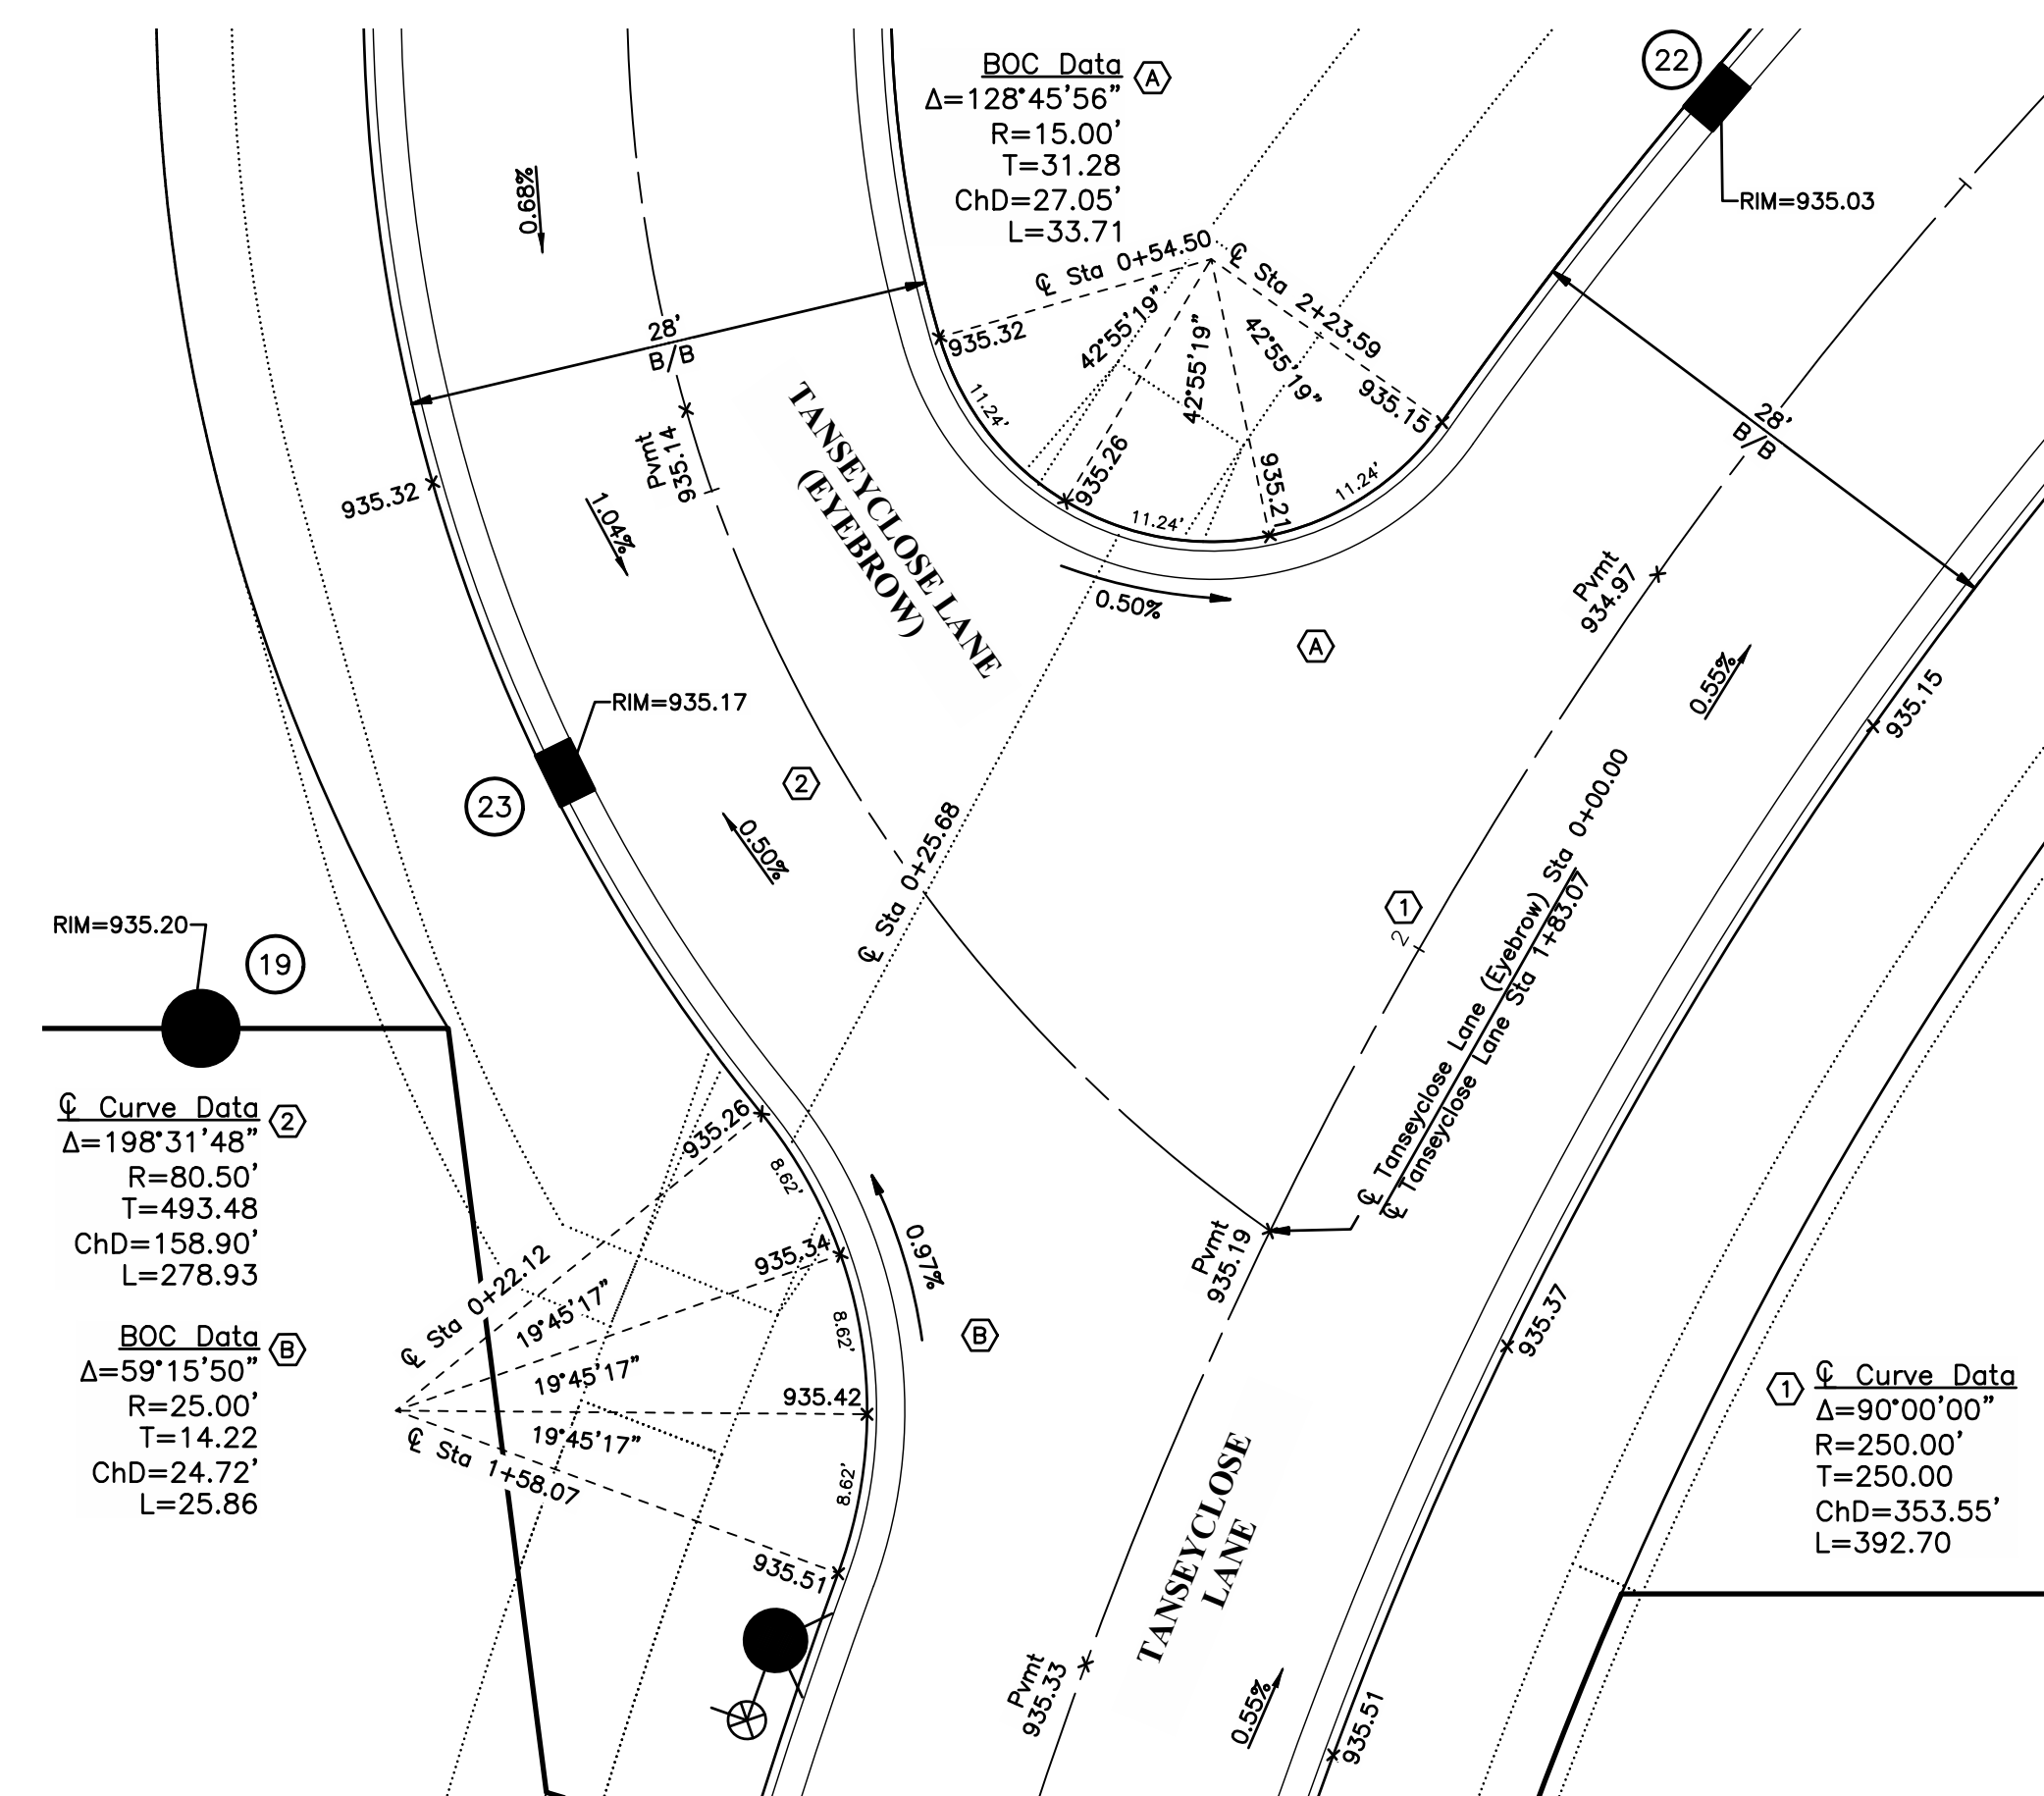 BOC Data
A
Δ=128°45'56"
R=15.00'
T=31.28
ChD=27.05'
L=33.71
22
RIM=935.03
0.68%
℄ Sta 0+54.50
℄ Sta 2+23.59
28'
B/B
935.32
42°55'19"
42°55'19"
42°55'19"
935.15
11.24'
935.26
11.24'
935.21
11.24'
0.50%
A
28'
B/B
Pvmt
935.14
935.32
1.04%
TANSEYCLOSE LANE
(EYEBROW)
Pvmt
934.97
0.55%
935.15
RIM=935.17
23
2
0.50%
℄ Sta 0+25.68
1
2
℄ Tanseyclose Lane (Eyebrow) Sta 0+00.00
℄ Tanseyclose Lane Sta 1+83.07
RIM=935.20
19
℄ Curve Data
2
Δ=198°31'48"
R=80.50'
T=493.48
ChD=158.90'
L=278.93
BOC Data
B
Δ=59°15'50"
R=25.00'
T=14.22
ChD=24.72'
L=25.86
935.26
8.62'
℄ Sta 0+22.12
19°45'17"
935.34
8.62'
0.97%
B
19°45'17"
935.42
19°45'17"
8.62'
℄ Sta 1+58.07
935.51
Pvmt
935.19
935.37
TANSEYCLOSE
LANE
Pvmt
935.33
0.55%
935.51
1
℄ Curve Data
Δ=90°00'00"
R=250.00'
T=250.00
ChD=353.55'
L=392.70